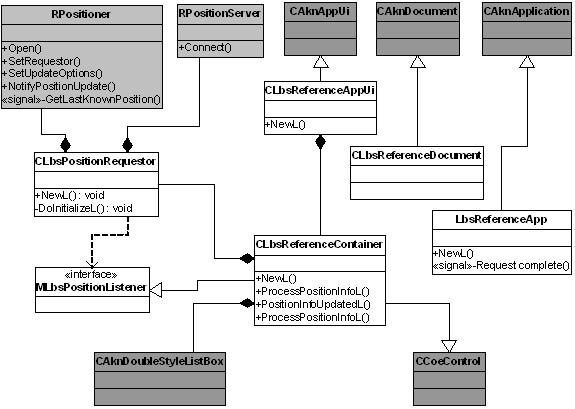 RPositioner
+Open()
+SetRequestor()
+SetUpdateOptions()
+NotifyPositionUpdate()
«signal»-GetLastKnownPosition()
RPositionServer
+Connect()
CAknAppUi
CAknDocument
CAknApplication
CLbsReferenceAppUi
+NewL()
CLbsReferenceDocument
LbsReferenceApp
+NewL()
«signal»-Request complete()
CLbsPositionRequestor
+NewL() : void
-DoInitializeL() : void
«interface»
MLbsPositionListener
CLbsReferenceContainer
+NewL()
+ProcessPositionInfoL()
+PositionInfoUpdatedL()
+ProcessPositionInfoL()
CAknDoubleStyleListBox
CCoeControl